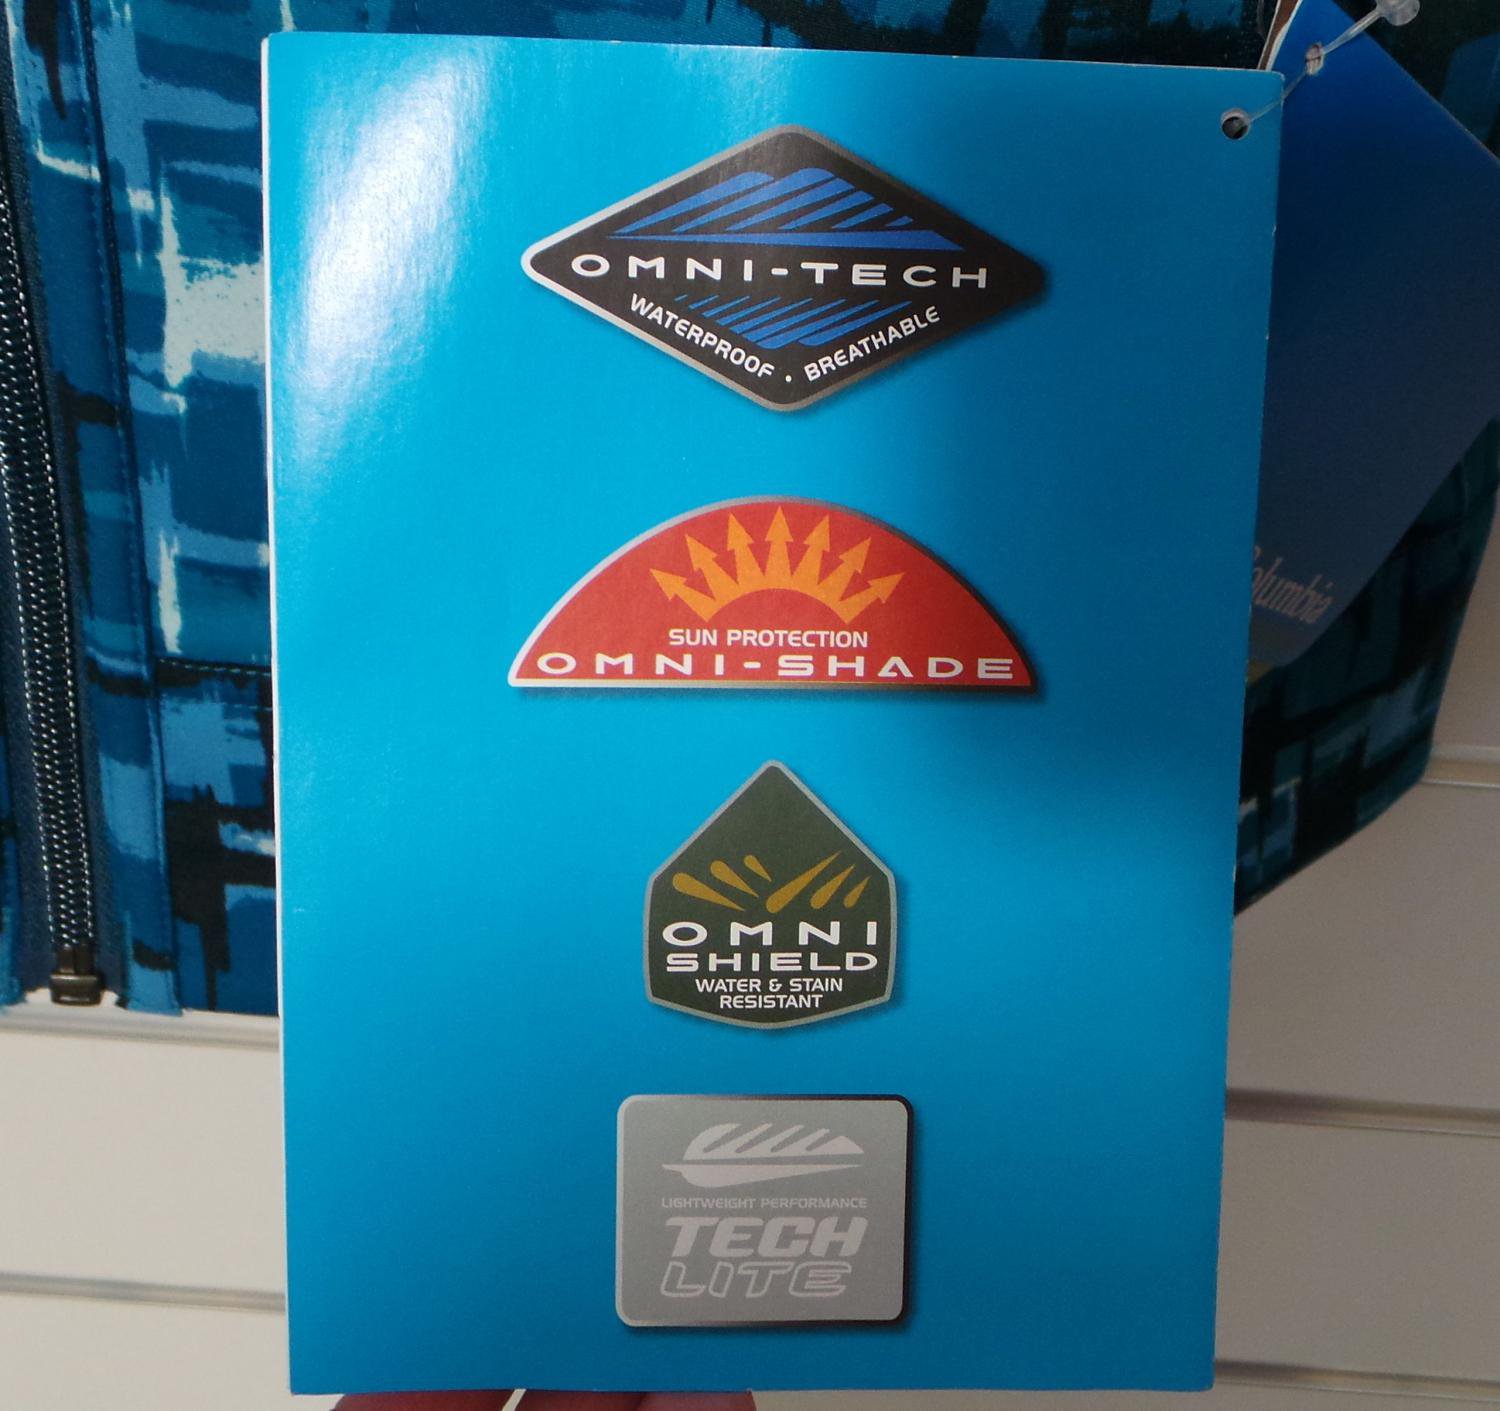 OMNI-TECH
WATERPROOF • BREATHABLE
SUN PROTECTION
OMNI-SHADE
OMNI
SHIELD
WATER & STAIN
RESISTANT
LIGHTWEIGHT PERFORMANCE
TECH
LITE
Columbia